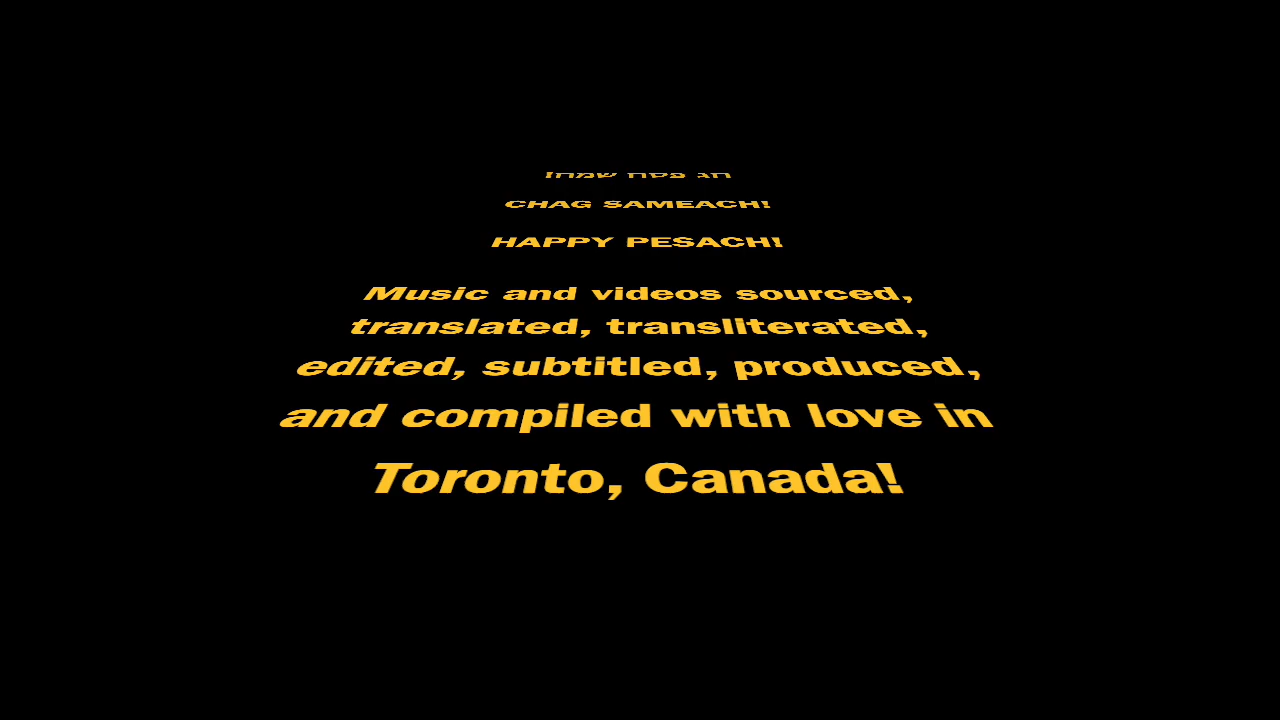 חג פסח שמח!
CHAG SAMEACH!
HAPPY PESACH!
Music and videos sourced,
translated, transliterated,
edited, subtitled, produced,
and compiled with love in
Toronto, Canada!